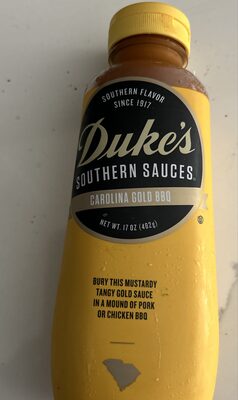 SOUTHERN FLAVOR
SINCE 1917
Duke's
SOUTHERN SAUCES
CAROLINA GOLD BBQ
NET WT. 17 OZ (482g)
BURY THIS MUSTARDY
TANGY GOLD SAUCE
IN A MOUND OF PORK
OR CHICKEN BBQ